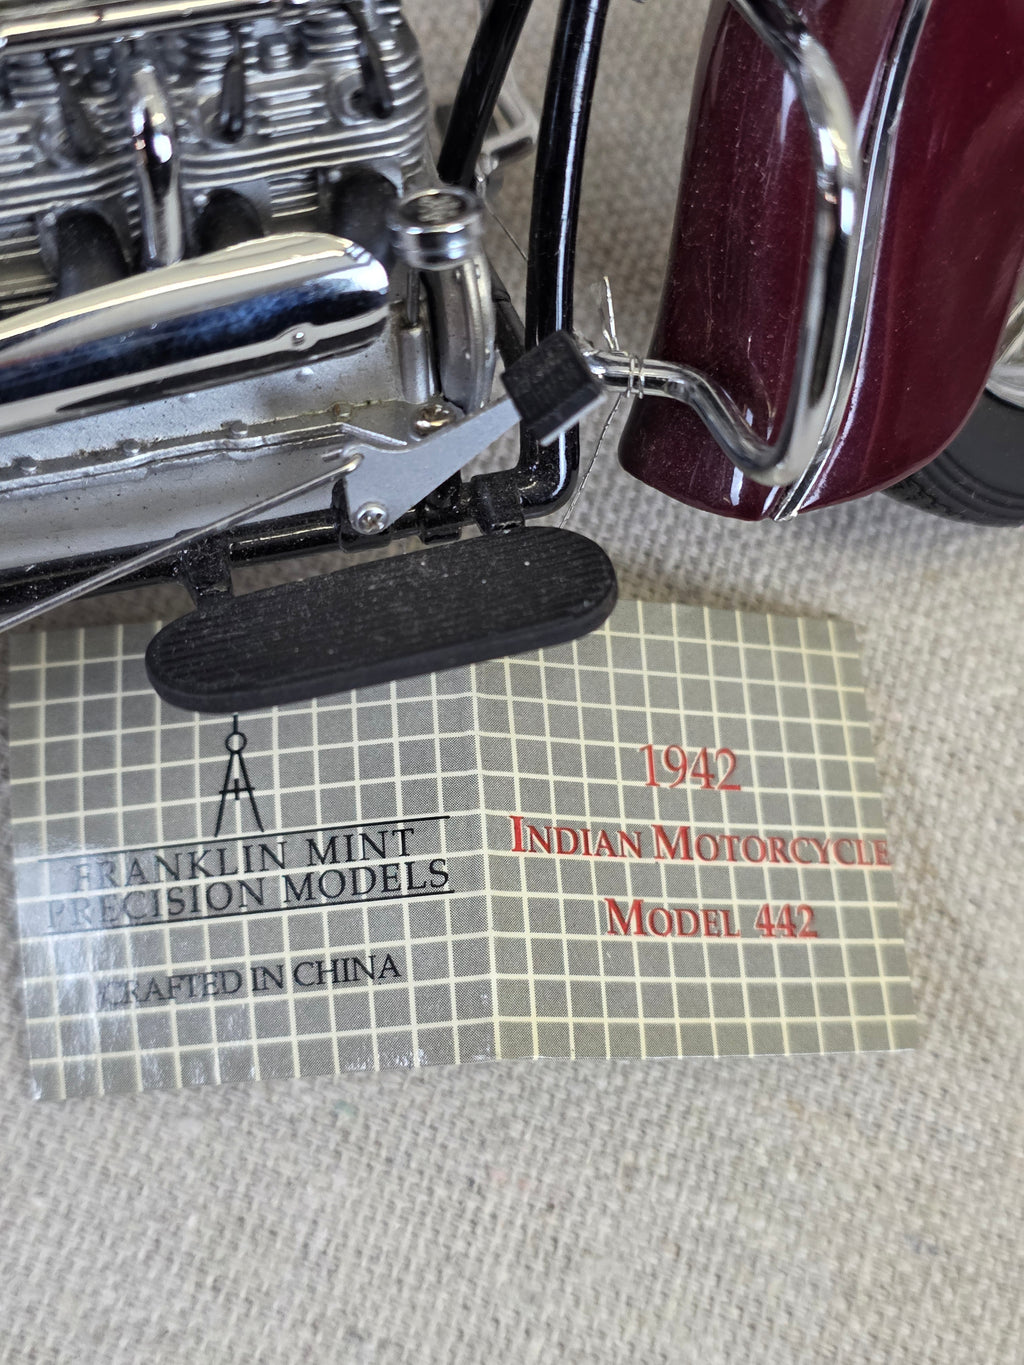 FRANKLIN MINT
PRECISION MODELS
CRAFTED IN CHINA
1942
INDIAN MOTORCYCLE
MODEL 442